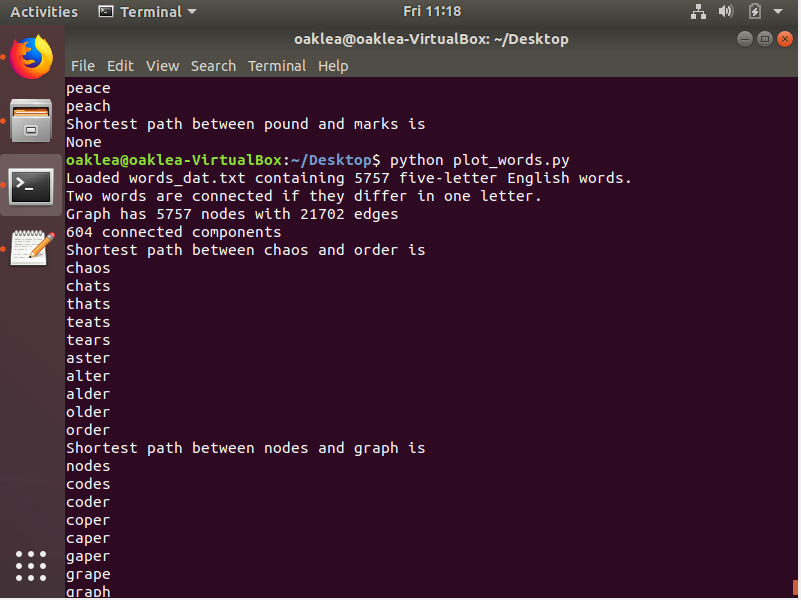 Activities Terminal Fri 11:18
oaklea@oaklea-VirtualBox: ~/Desktop
File Edit View Search Terminal Help
peace
peach
Shortest path between pound and marks is
None
oaklea@oaklea-VirtualBox:~/Desktop$ python plot_words.py
Loaded words_dat.txt containing 5757 five-letter English words.
Two words are connected if they differ in one letter.
Graph has 5757 nodes with 21702 edges
604 connected components
Shortest path between chaos and order is
chaos
chats
thats
teats
tears
aster
alter
alder
older
order
Shortest path between nodes and graph is
nodes
codes
coder
coper
caper
gaper
grape
graph